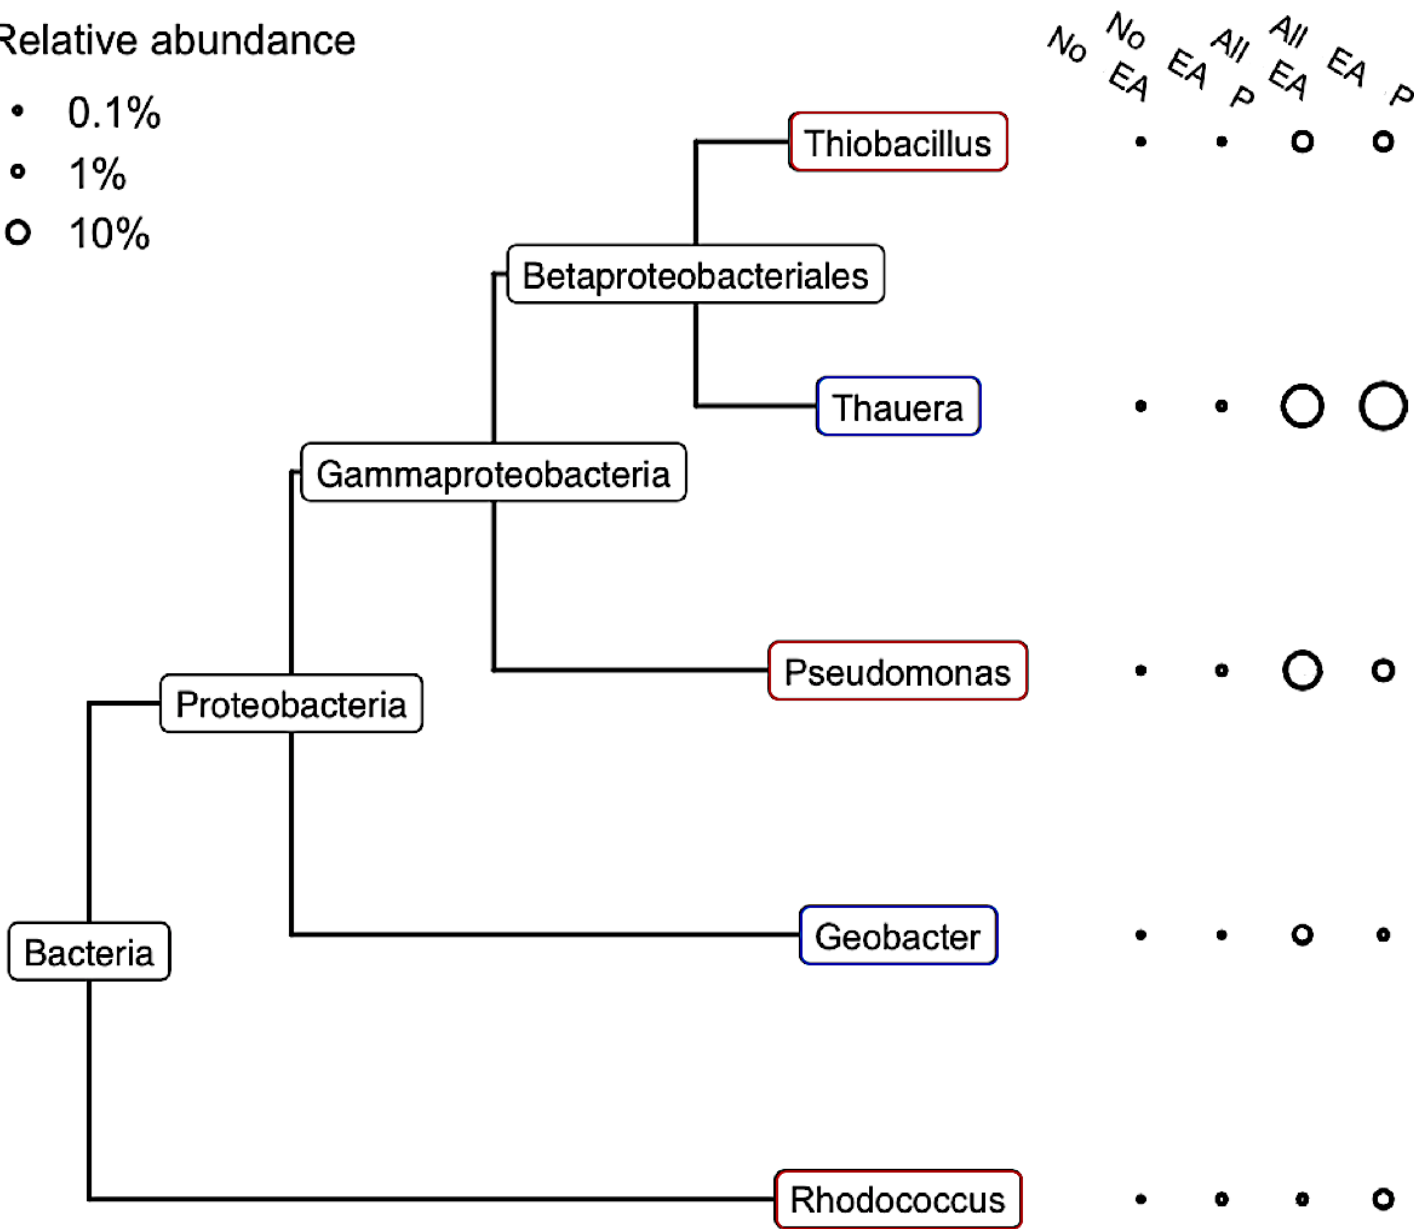 Relative abundance
0.1%
1%
10%
No EA
No EA P
All EA
All EA P
Thiobacillus
Betaproteobacteriales
Thauera
Gammaproteobacteria
Pseudomonas
Proteobacteria
Geobacter
Bacteria
Rhodococcus